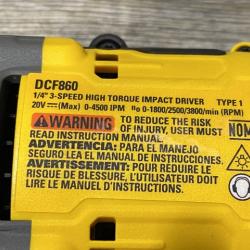 DCF860
1/4" 3-SPEED HIGH TORQUE IMPACT DRIVER TYPE 1
20V ⎓ (Max) 0-4500 IPM n₀ 0-1800/2500/3800/min (RPM)
WARNING TO REDUCE THE RISK
OF INJURY, USER MUST
READ INSTRUCTION MANUAL.
ADVERTENCIA: PARA EL MANEJO
SEGURO LEA EL MANUAL DE
INSTRUCCIONES.
AVERTISSEMENT: POUR RÉDUIRE LE
RISQUE DE BLESSURE, L'UTILISATEUR DOIT
LIRE LE MANUEL D'INSTRUCTIONS.
NOM